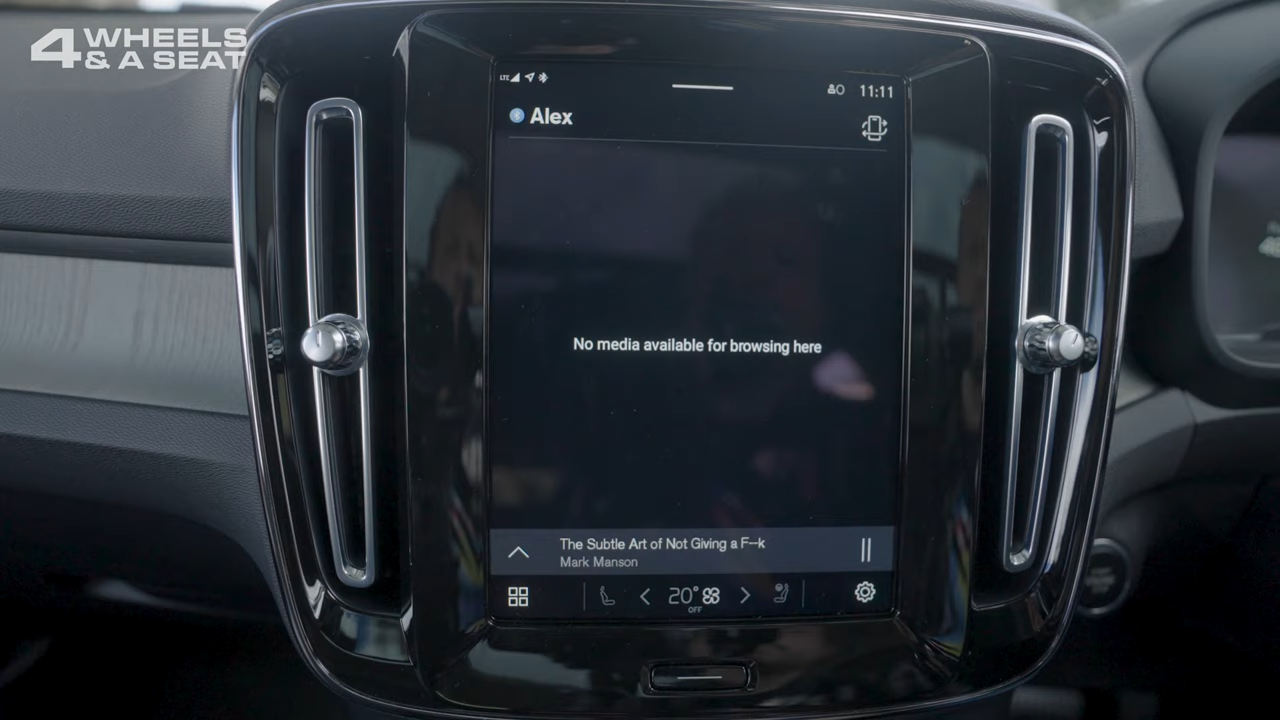 4 WHEELS
& A SEAT
LTE
11:11
Alex
No media available for browsing here
The Subtle Art of Not Giving a F--k
Mark Manson
20°
OFF